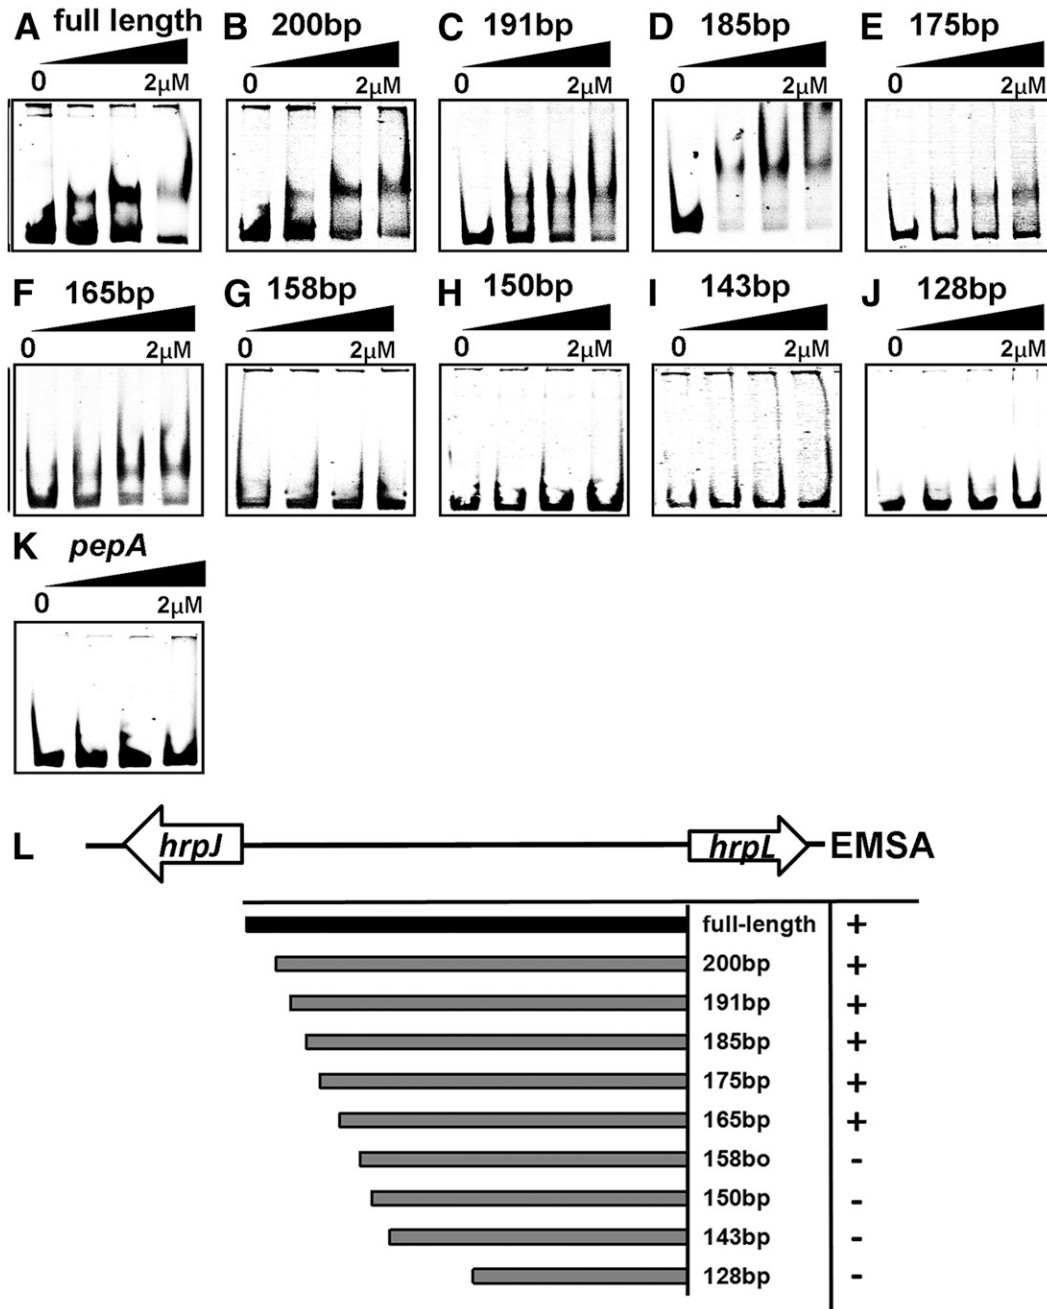 A full length
0 2μM
B 200bp
0 2μM
C 191bp
0 2μM
D 185bp
0 2μM
E 175bp
0 2μM
F 165bp
0 2μM
G 158bp
0 2μM
H 150bp
0 2μM
I 143bp
0 2μM
J 128bp
0 2μM
K pepA
0 2μM
L hrpJ hrpL EMSA
full-length +
200bp +
191bp +
185bp +
175bp +
165bp +
158bo -
150bp -
143bp -
128bp -